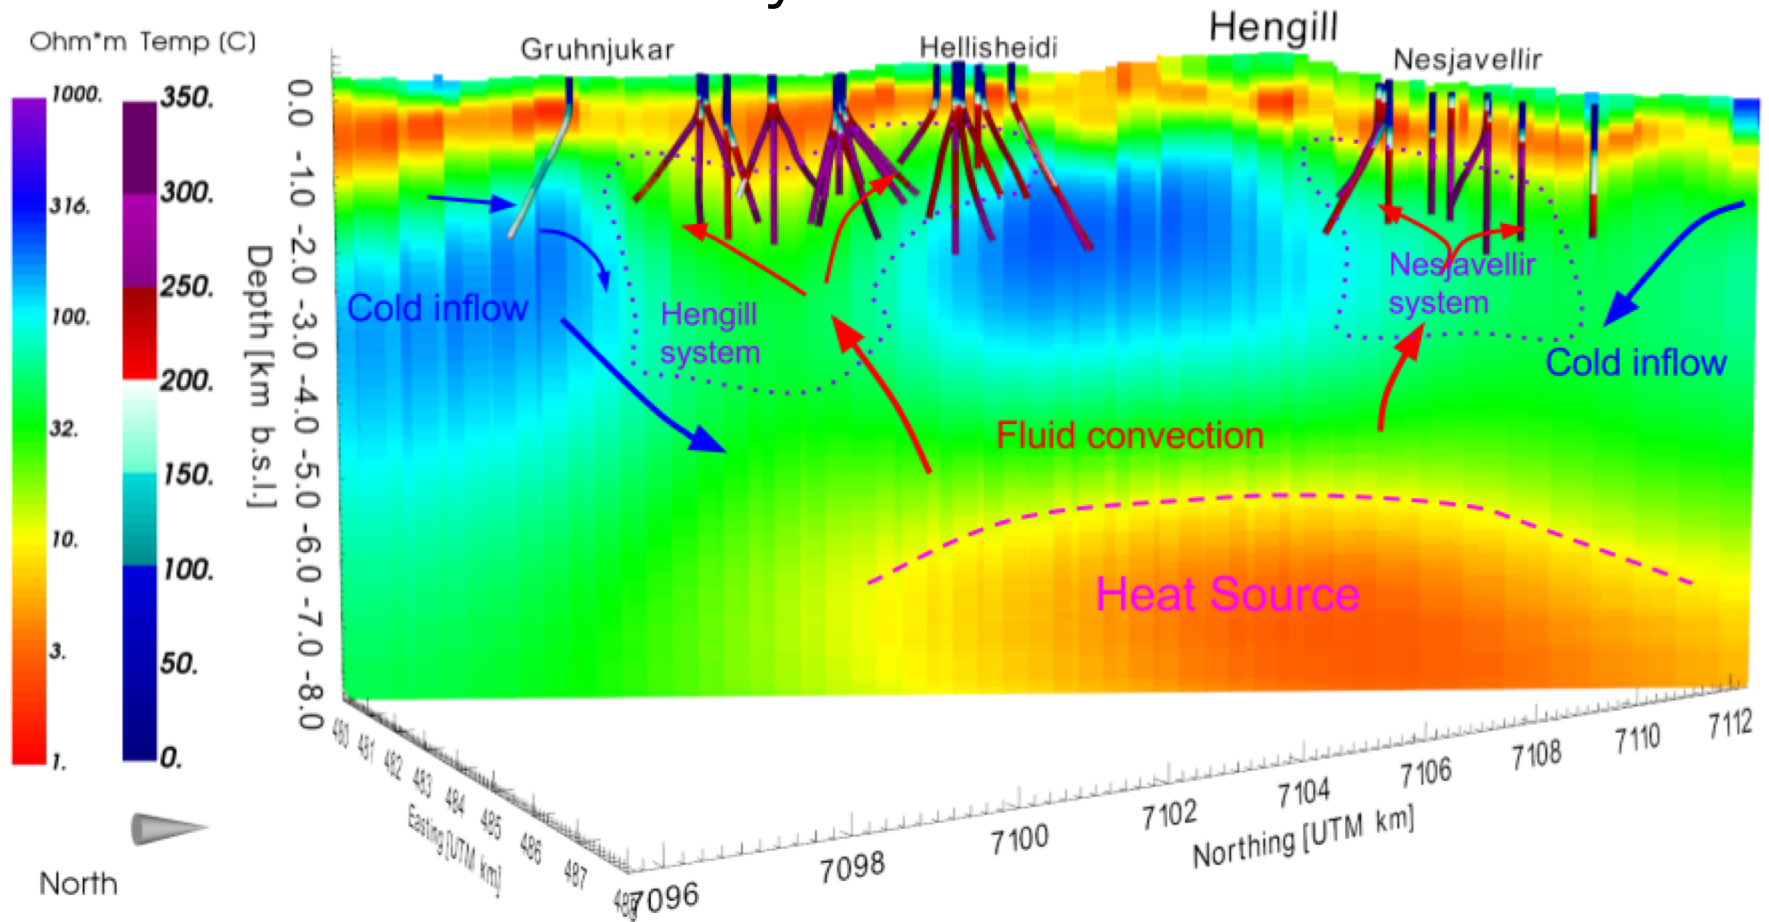 Hengill
Ohm*m Temp (C)
Gruhnjukar
Hellisheidi
Nesjavellir
1000.
316.
100.
32.
10.
3.
1.
350.
300.
250.
200.
150.
100.
50.
0.
Depth [km b.s.l.]
0.0
-1.0
-2.0
-3.0
-4.0
-5.0
-6.0
-7.0
-8.0
Cold inflow
Hengill
system
Nesjavellir
system
Cold inflow
Fluid convection
Heat Source
480
481
482
483
484
485
486
487
Easting [UTM km]
7096
7098
7100
7102
7104
7106
7108
7110
7112
Northing [UTM km]
North